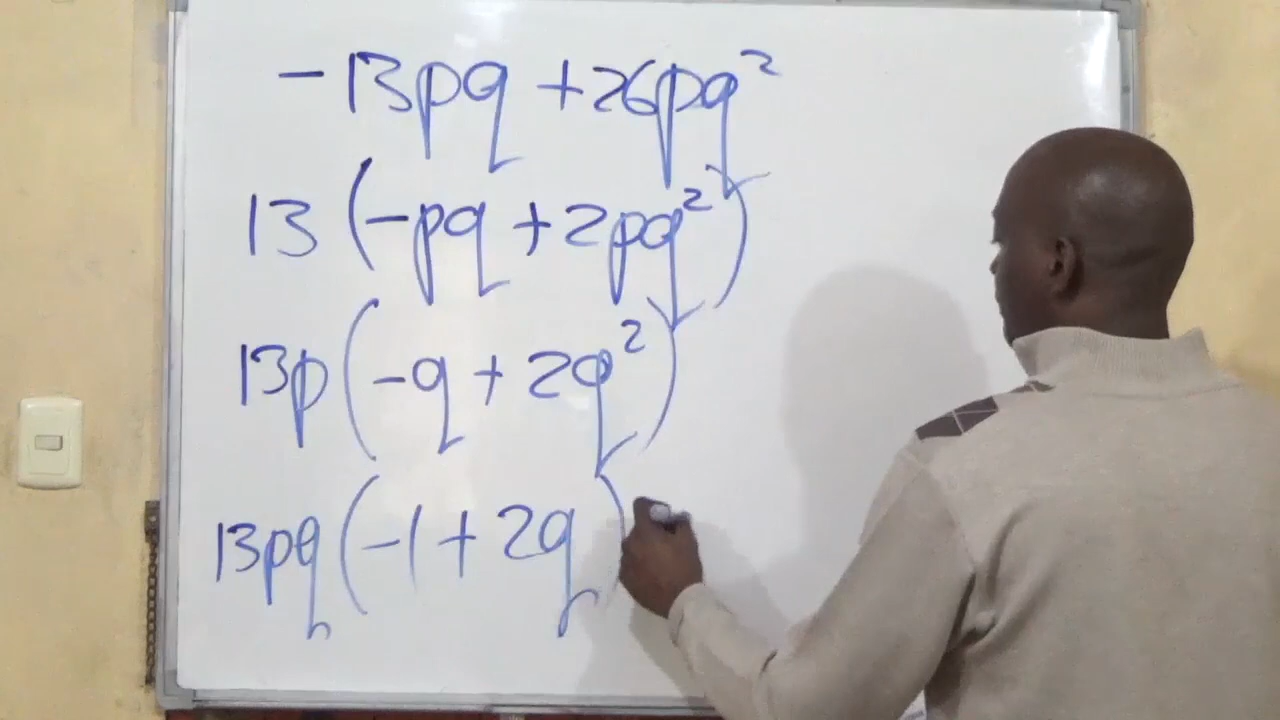 -13pq +26pq²
13 (-pq + 2pq²)
13p(-q + 2q²)
13pq(-1 + 2q)